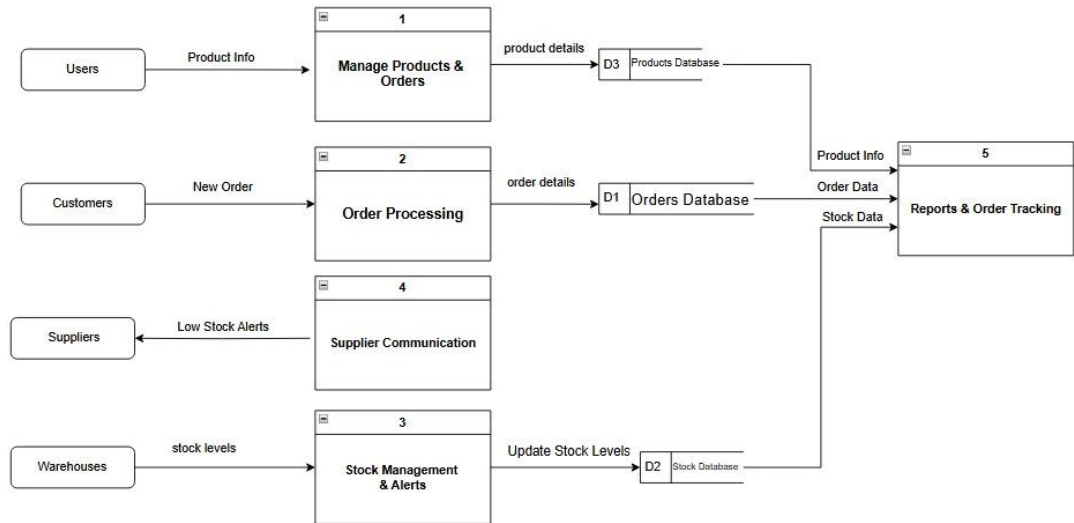 1
Users
Product Info
Manage Products &
Orders
product details
D3
Products Database
2
Customers
New Order
Order Processing
order details
D1
Orders Database
Product Info
Order Data
Stock Data
5
Reports & Order Tracking
4
Suppliers
Low Stock Alerts
Supplier Communication
3
Warehouses
stock levels
Stock Management
& Alerts
Update Stock Levels
D2
Stock Database